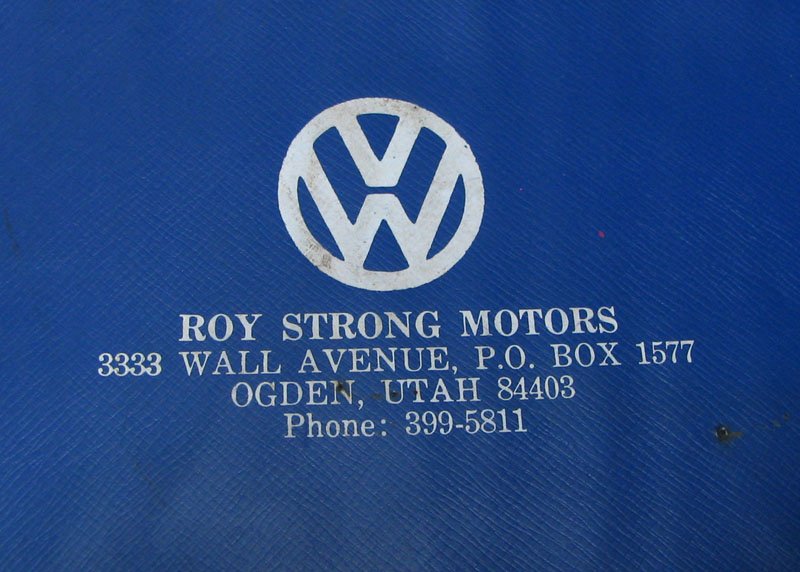 VW
ROY STRONG MOTORS
3333 WALL AVENUE, P.O. BOX 1577
OGDEN, UTAH 84403
Phone: 399-5811